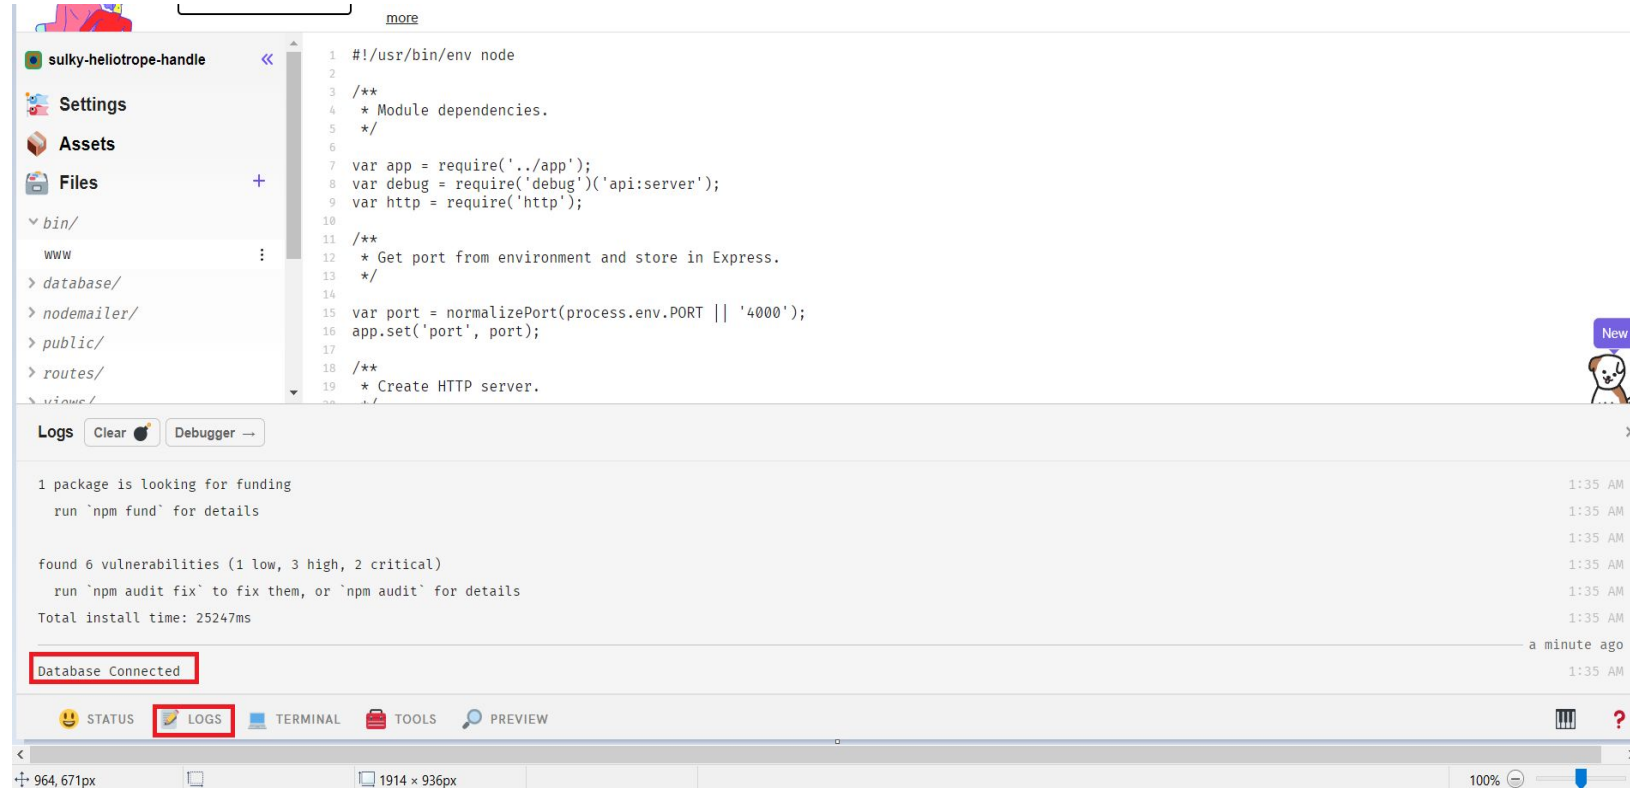 more
sulky-heliotrope-handle «
Settings
Assets
Files +
bin/
www
database/
nodemailer/
public/
routes/
views/
1 #!/usr/bin/env node
2
3 /**
4 * Module dependencies.
5 */
6
7 var app = require('../app');
8 var debug = require('debug')('api:server');
9 var http = require('http');
10
11 /**
12 * Get port from environment and store in Express.
13 */
14
15 var port = normalizePort(process.env.PORT || '4000');
16 app.set('port', port);
17
18 /**
19 * Create HTTP server.
20 */
New
Logs Clear Debugger →
1 package is looking for funding 1:35 AM
run `npm fund` for details 1:35 AM
1:35 AM
found 6 vulnerabilities (1 low, 3 high, 2 critical) 1:35 AM
run `npm audit fix` to fix them, or `npm audit` for details 1:35 AM
Total install time: 25247ms 1:35 AM
a minute ago
Database Connected 1:35 AM
STATUS LOGS TERMINAL TOOLS PREVIEW ?
964, 671px 1914 × 936px 100%